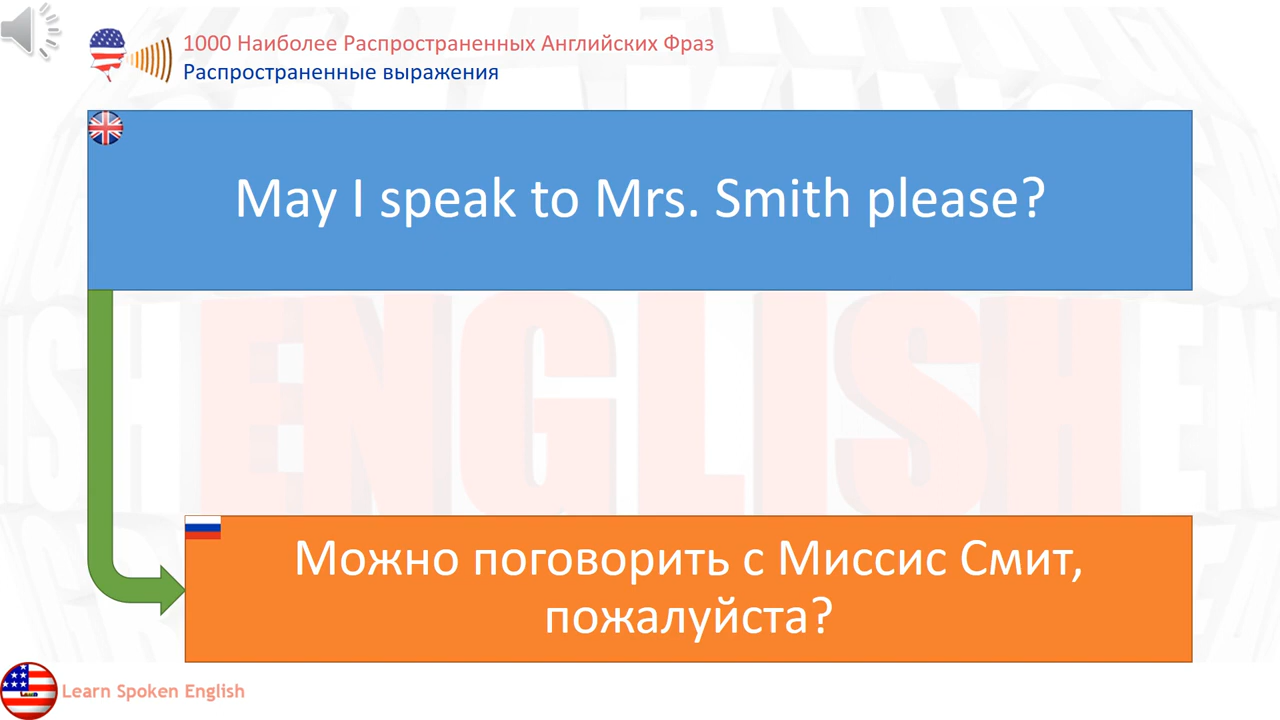 1000 Наиболее Распространенных Английских Фраз
Распространенные выражения
May I speak to Mrs. Smith please?
ENGLISH
Можно поговорить с Миссис Смит,
пожалуйста?
Learn Spoken English